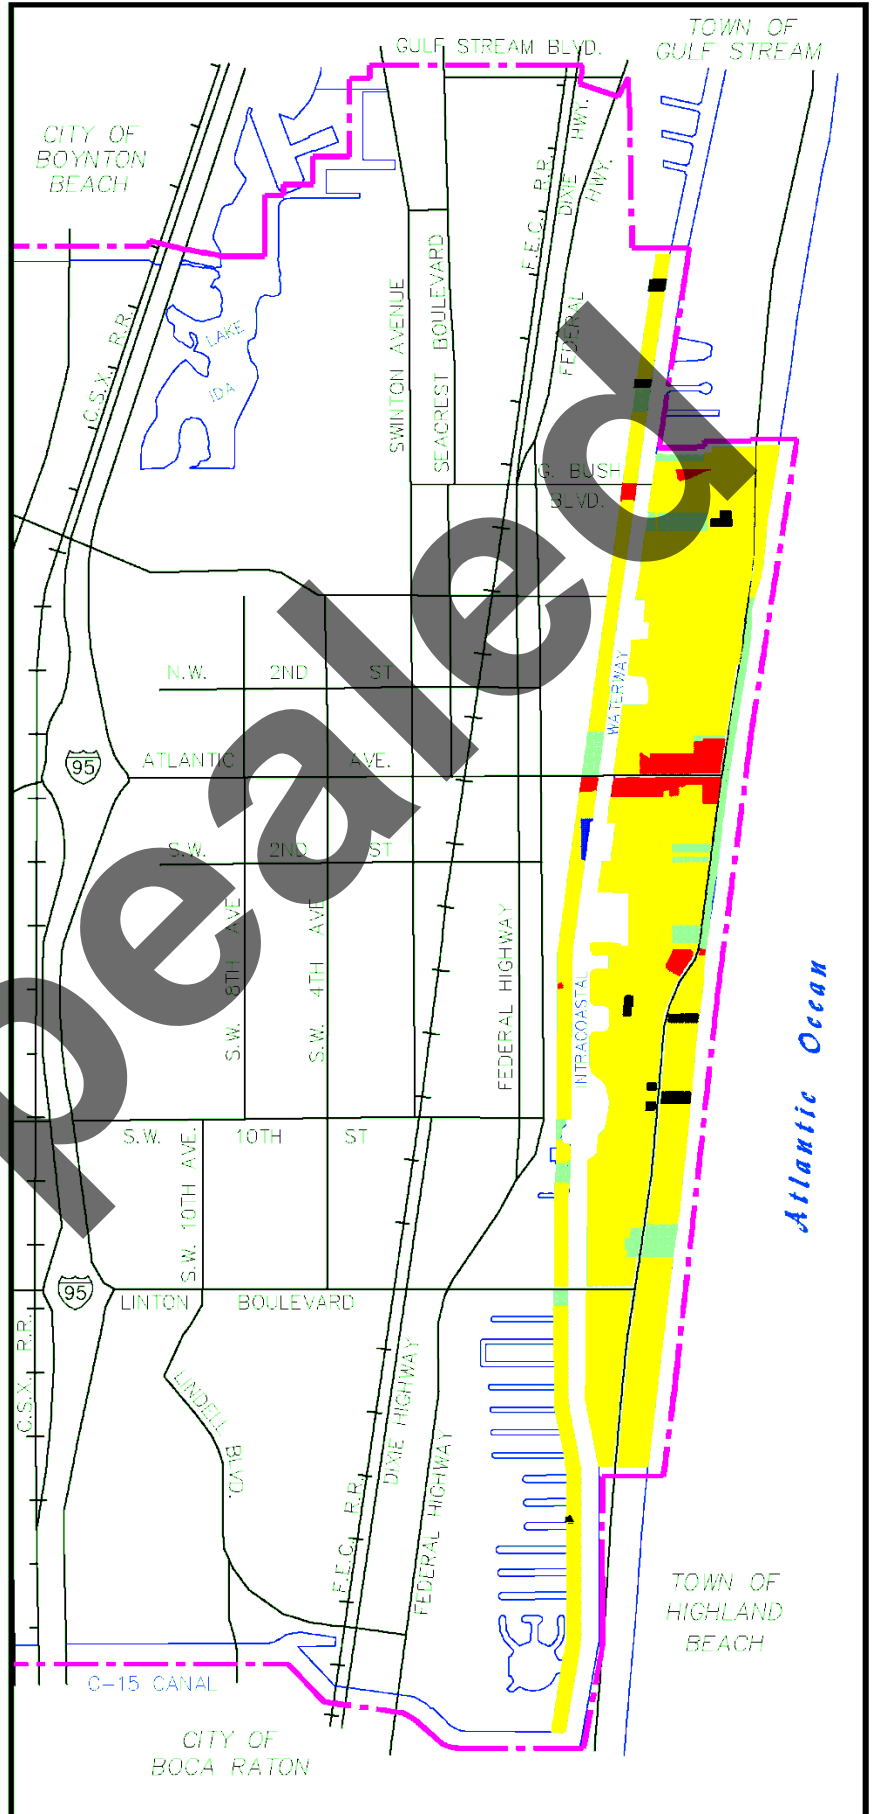 TOWN OF
GULF STREAM
GULF STREAM BLVD.
CITY OF
BOYNTON
BEACH
DIXIE HWY.
F.E.C. R.R.
FEDERAL HWY.
C.S.X. R.R.
LAKE
IDA
SWINTON AVENUE
SEACREST BOULEVARD
G. BUSH
BLVD.
N.W. 2ND ST
WATERWAY
95
ATLANTIC AVE.
S.W. 2ND ST
S.W. 8TH AVE
S.W. 4TH AVE
FEDERAL HIGHWAY
INTRACOASTAL
Atlantic Ocean
S.W. 10TH ST
S.W. 10TH AVE.
95
LINTON BOULEVARD
C.S.X. R.R.
LINDELL BLVD.
DIXIE HIGHWAY
F.E.C. R.R.
FEDERAL HIGHWAY
TOWN OF
HIGHLAND
BEACH
C-15 CANAL
CITY OF
BOCA RATON
pealed